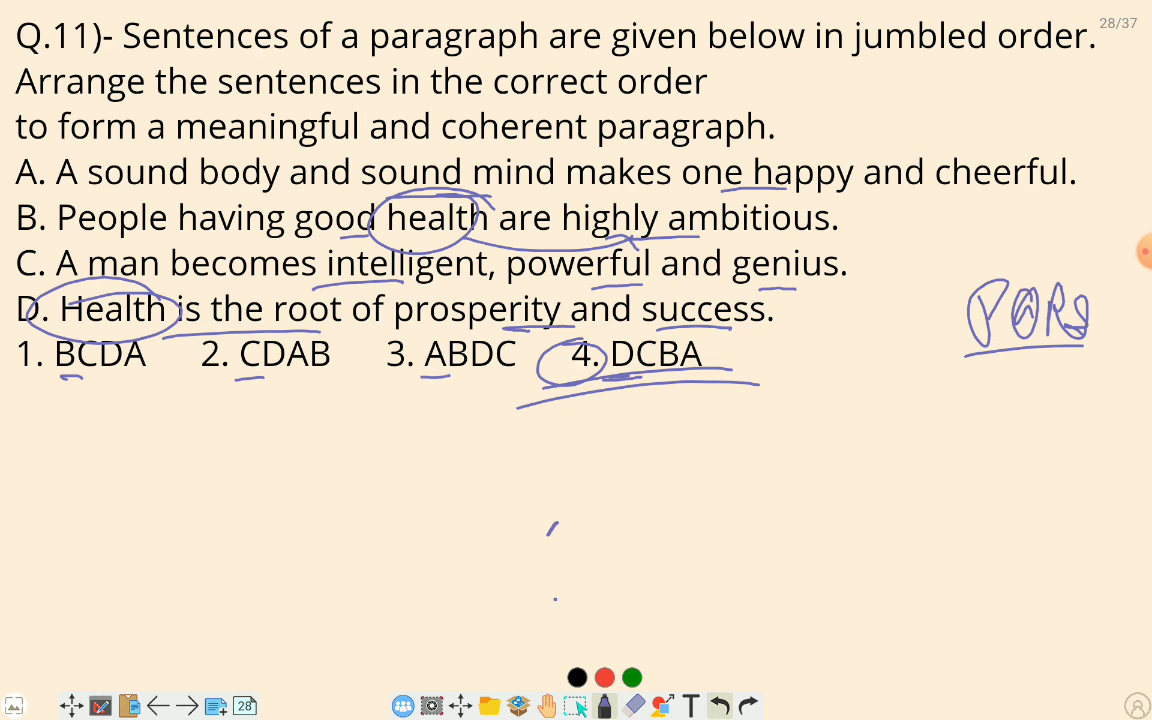 28/37
Q.11)- Sentences of a paragraph are given below in jumbled order.
Arrange the sentences in the correct order
to form a meaningful and coherent paragraph.
A. A sound body and sound mind makes one happy and cheerful.
B. People having good health are highly ambitious.
C. A man becomes intelligent, powerful and genius.
D. Health is the root of prosperity and success.
1. BCDA 2. CDAB 3. ABDC 4. DCBA
28
T